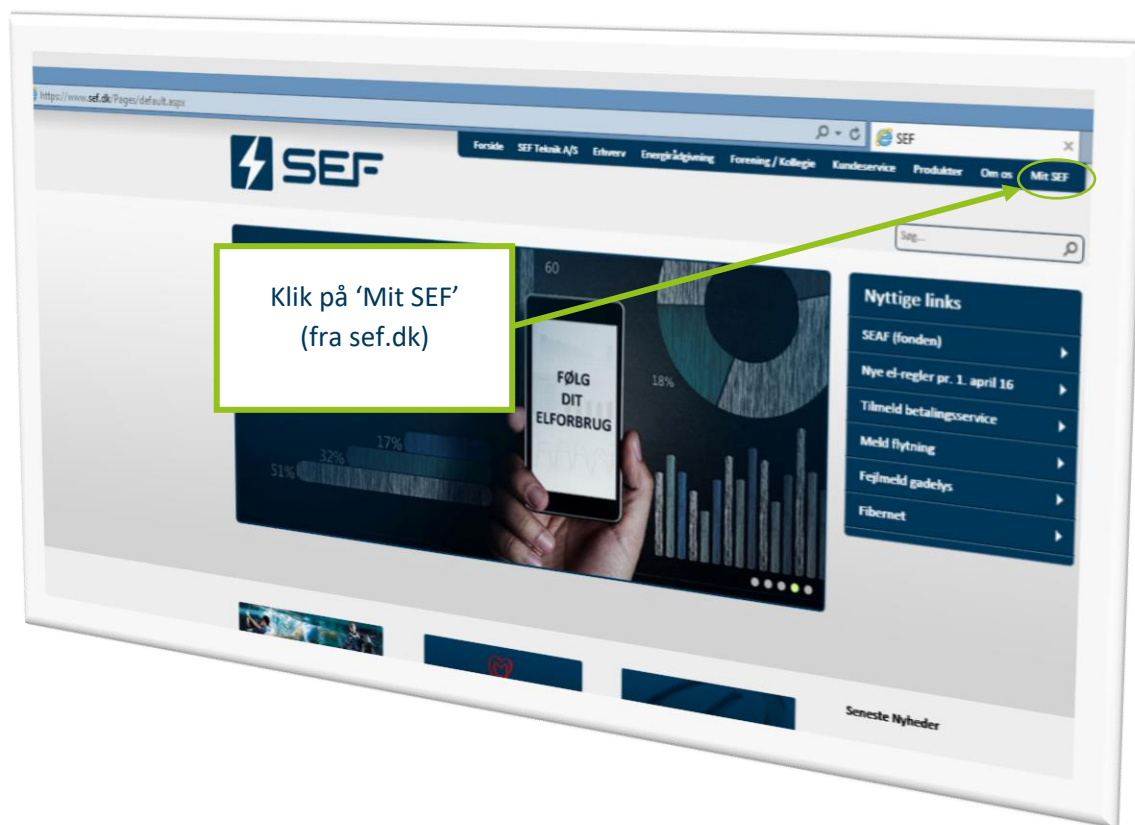 https://www.sef.dk/Pages/default.aspx
SEF
SEF
Forside SEF Teknik A/S Erhverv Energirådgivning Forening / Kollegie Kundeservice Produkter Om os Mit SEF
Søg...
Klik på ‘Mit SEF’
(fra sef.dk)
60
18%
17%
32%
51%
FØLG
DIT
ELFORBRUG
Nyttige links
SEAF (fonden)
Nye el-regler pr. 1. april 16
Tilmeld betalingsservice
Meld flytning
Fejlmeld gadelys
Fibernet
Seneste Nyheder